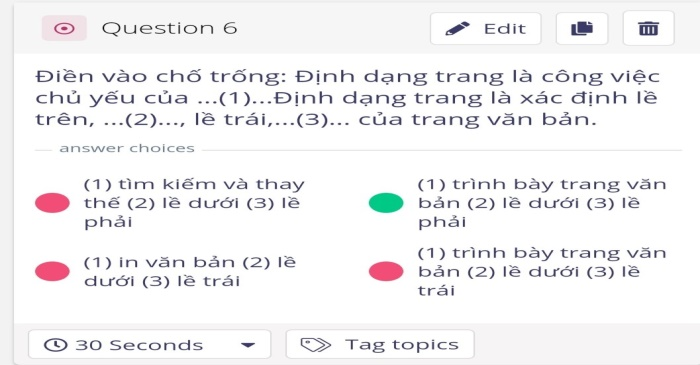 Question 6
Edit
Điền vào chố trống: Định dạng trang là công việc
chủ yếu của ...(1)...Định dạng trang là xác định lề
trên, ...(2)..., lề trái,...(3)... của trang văn bản.
answer choices
(1) tìm kiếm và thay
thế (2) lề dưới (3) lề
phải
(1) trình bày trang văn
bản (2) lề dưới (3) lề
phải
(1) in văn bản (2) lề
dưới (3) lề trái
(1) trình bày trang văn
bản (2) lề dưới (3) lề
trái
30 Seconds
Tag topics